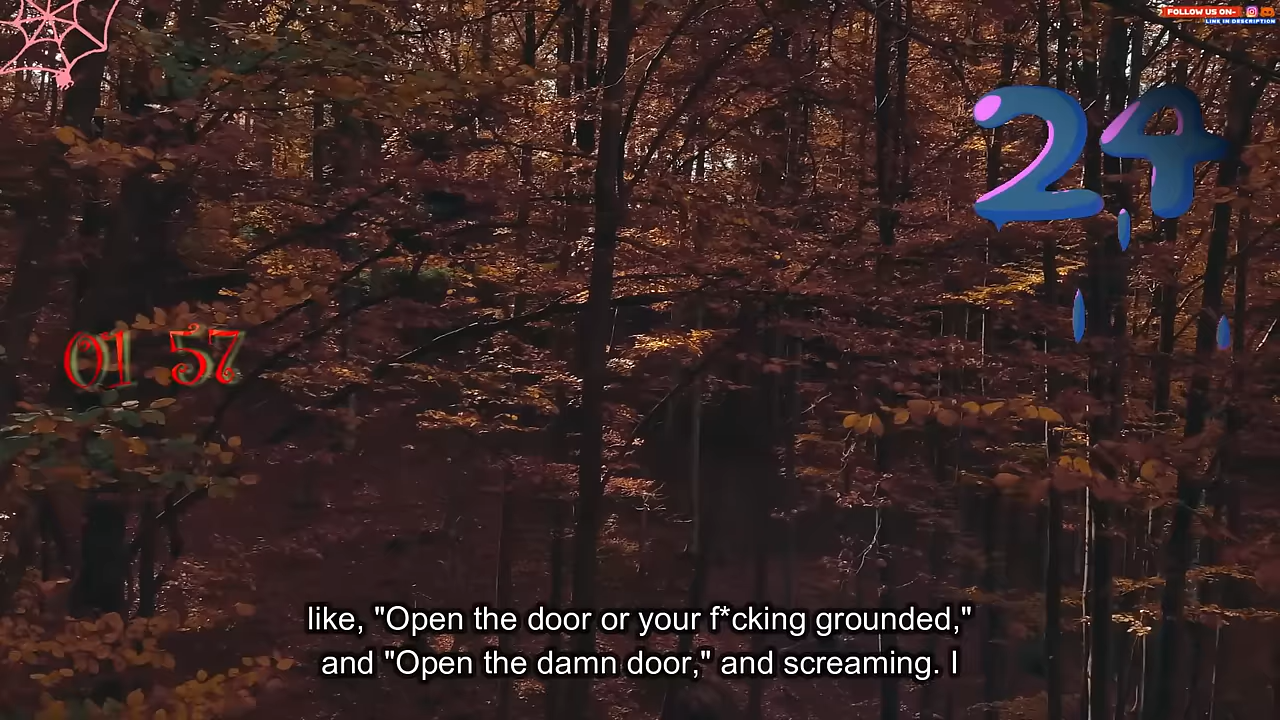 FOLLOW US ON-
LINK IN DESCRIPTION
24
01 57
like, "Open the door or your f*cking grounded,"
and "Open the damn door," and screaming. I